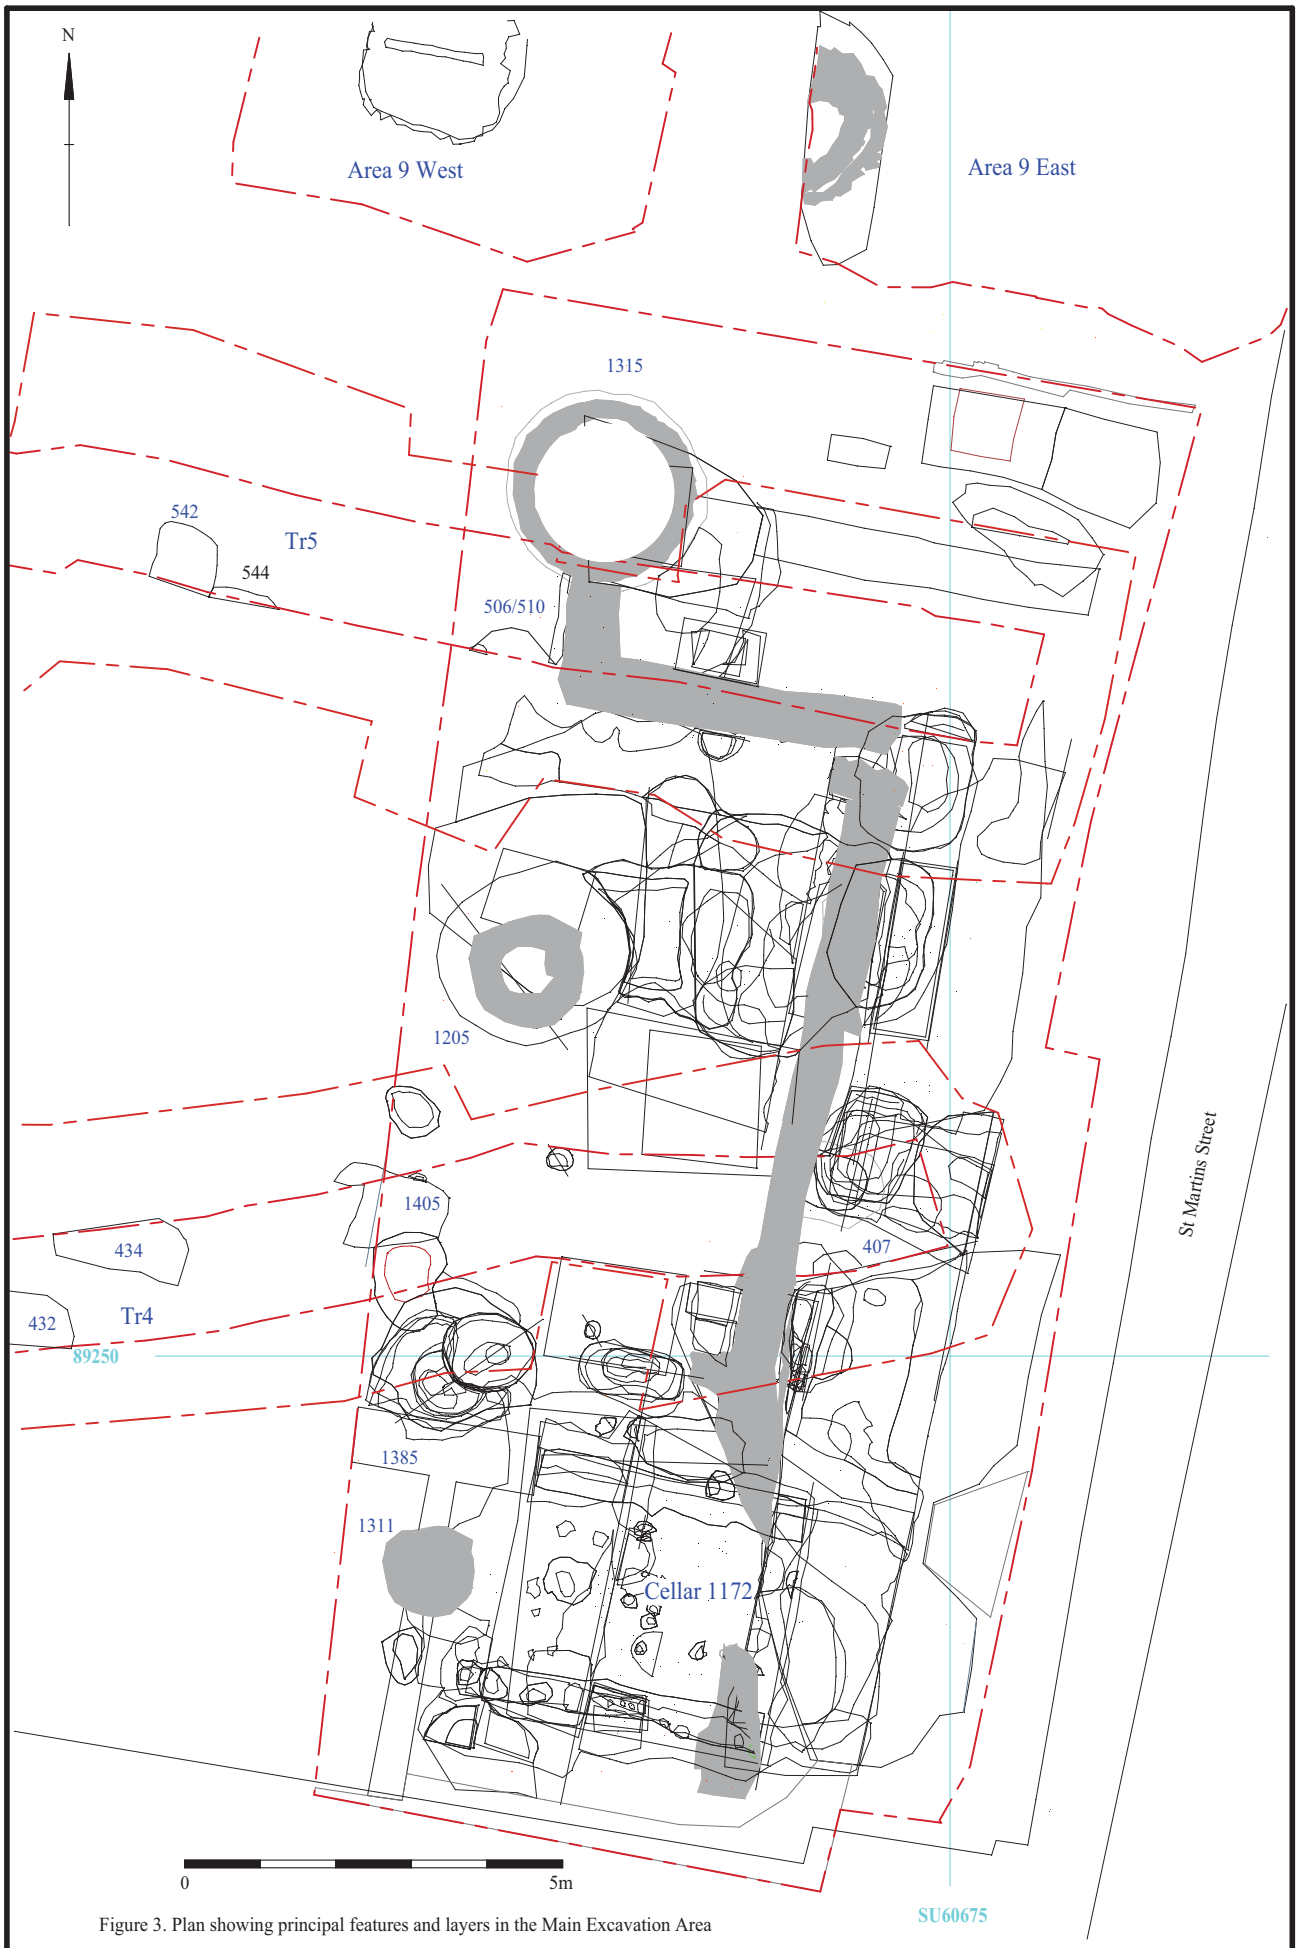 N
Area 9 West
Area 9 East
1315
542
Tr5
544
506/510
1205
St Martins Street
1405
434
407
432
Tr4
89250
1385
1311
Cellar 1172
0
5m
SU60675
Figure 3. Plan showing principal features and layers in the Main Excavation Area